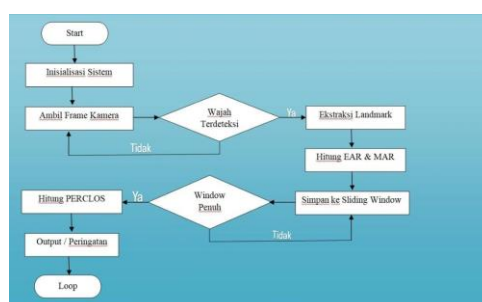 Start
Inisialisasi Sistem
Ambil Frame Kamera
Wajah
Terdeteksi
Ya
Ekstraksi Landmark
Tidak
Hitung EAR & MAR
Simpan ke Sliding Window
Window
Penuh
Ya
Tidak
Hitung PERCLOS
Output / Peringatan
Loop